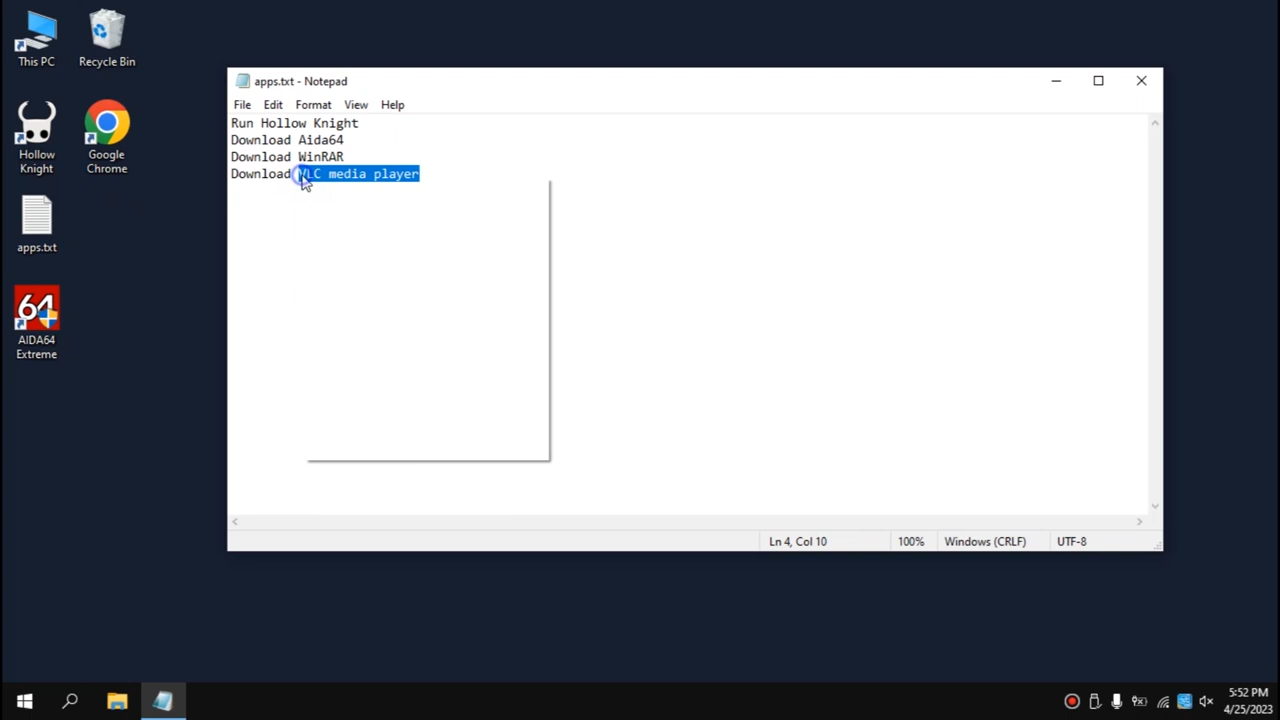 This PC
Recycle Bin
Hollow Knight
Google Chrome
apps.txt
64
AIDA64 Extreme
apps.txt - Notepad
File Edit Format View Help
Run Hollow Knight
Download Aida64
Download WinRAR
Download VLC media player
Ln 4, Col 10 100% Windows (CRLF) UTF-8
5:52 PM
4/25/2023